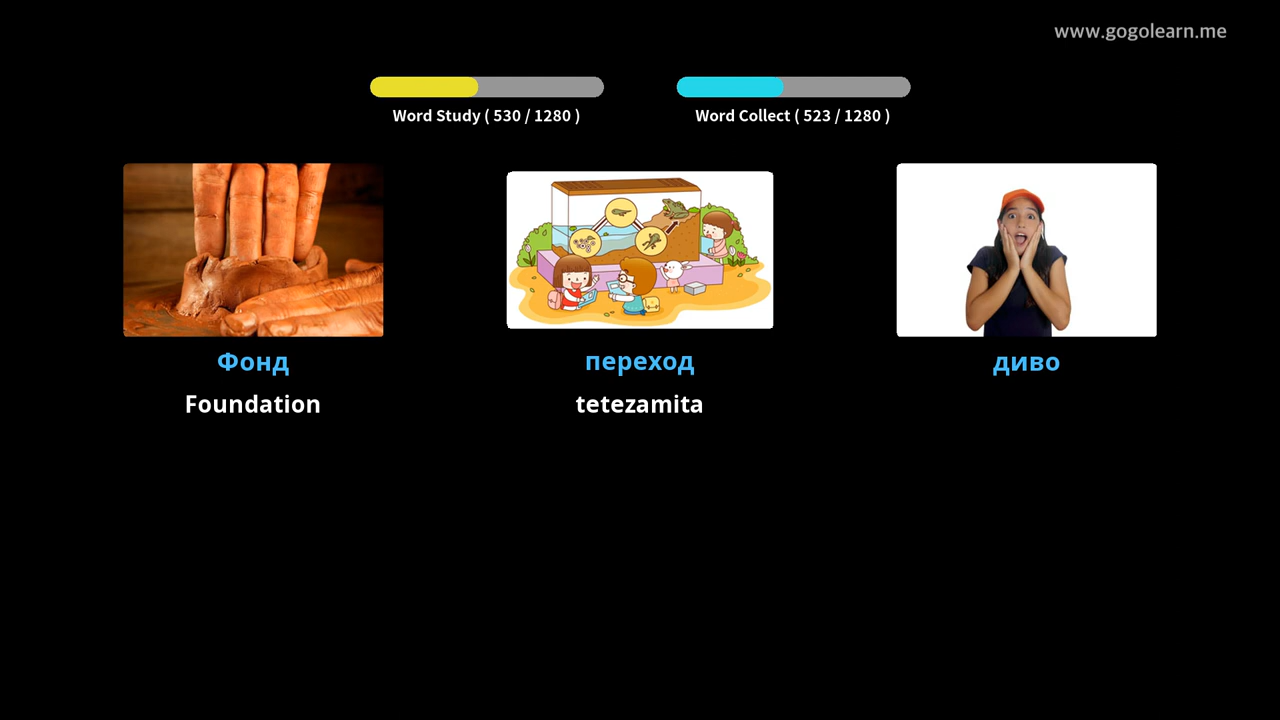 www.gogolearn.me
Word Study ( 530 / 1280 )
Word Collect ( 523 / 1280 )
Фонд
переход
диво
Foundation
tetezamita